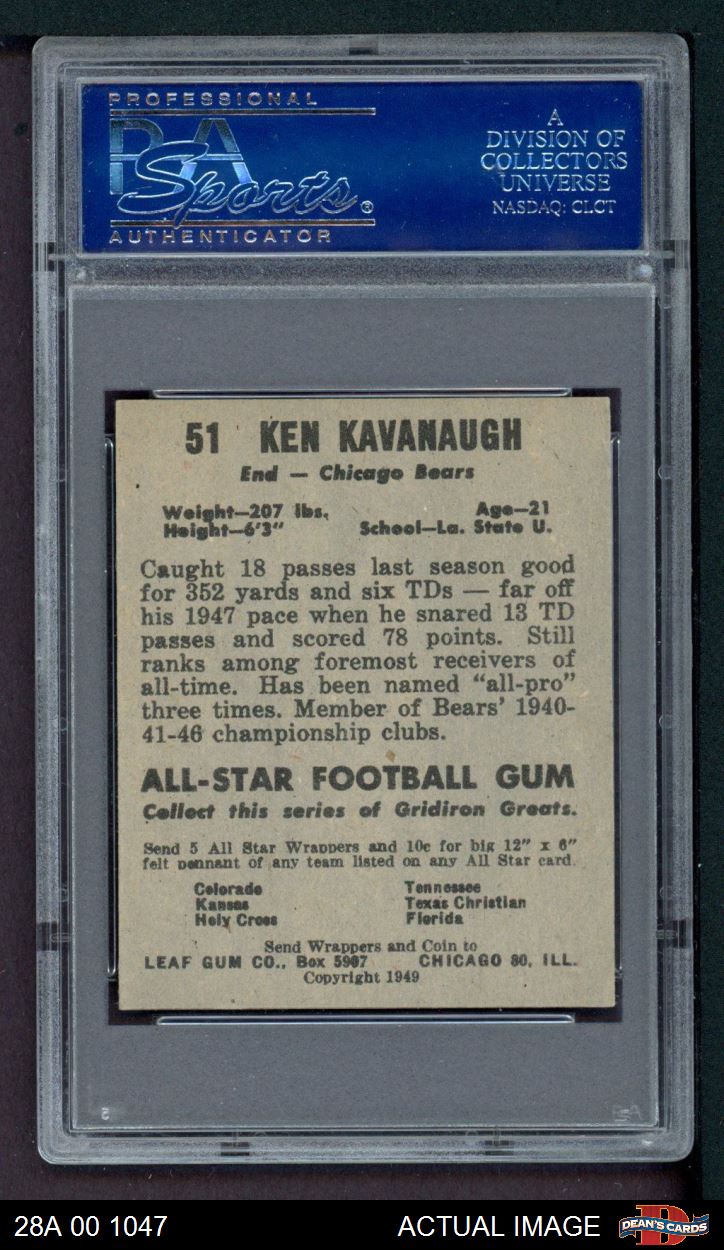 PROFESSIONAL
PSA
Sports®
AUTHENTICATOR
A
DIVISION OF
COLLECTORS
UNIVERSE
NASDAQ: CLCT
51 KEN KAVANAUGH
End — Chicago Bears
Weight—207 lbs. Age—21
Height—6'3" School—La. State U.
Caught 18 passes last season good
for 352 yards and six TDs — far off
his 1947 pace when he snared 13 TD
passes and scored 78 points. Still
ranks among foremost receivers of
all-time. Has been named "all-pro"
three times. Member of Bears' 1940-
41-46 championship clubs.
ALL-STAR FOOTBALL GUM
Collect this series of Gridiron Greats.
Send 5 All Star Wrappers and 10c for big 12" x 6"
felt pennant of any team listed on any All Star card.
Colorado Tennessee
Kansas Texas Christian
Holy Cross Florida
Send Wrappers and Coin to
LEAF GUM CO., Box 5907 CHICAGO 80, ILL.
Copyright 1949
28A 00 1047 ACTUAL IMAGE DEAN'S CARDS